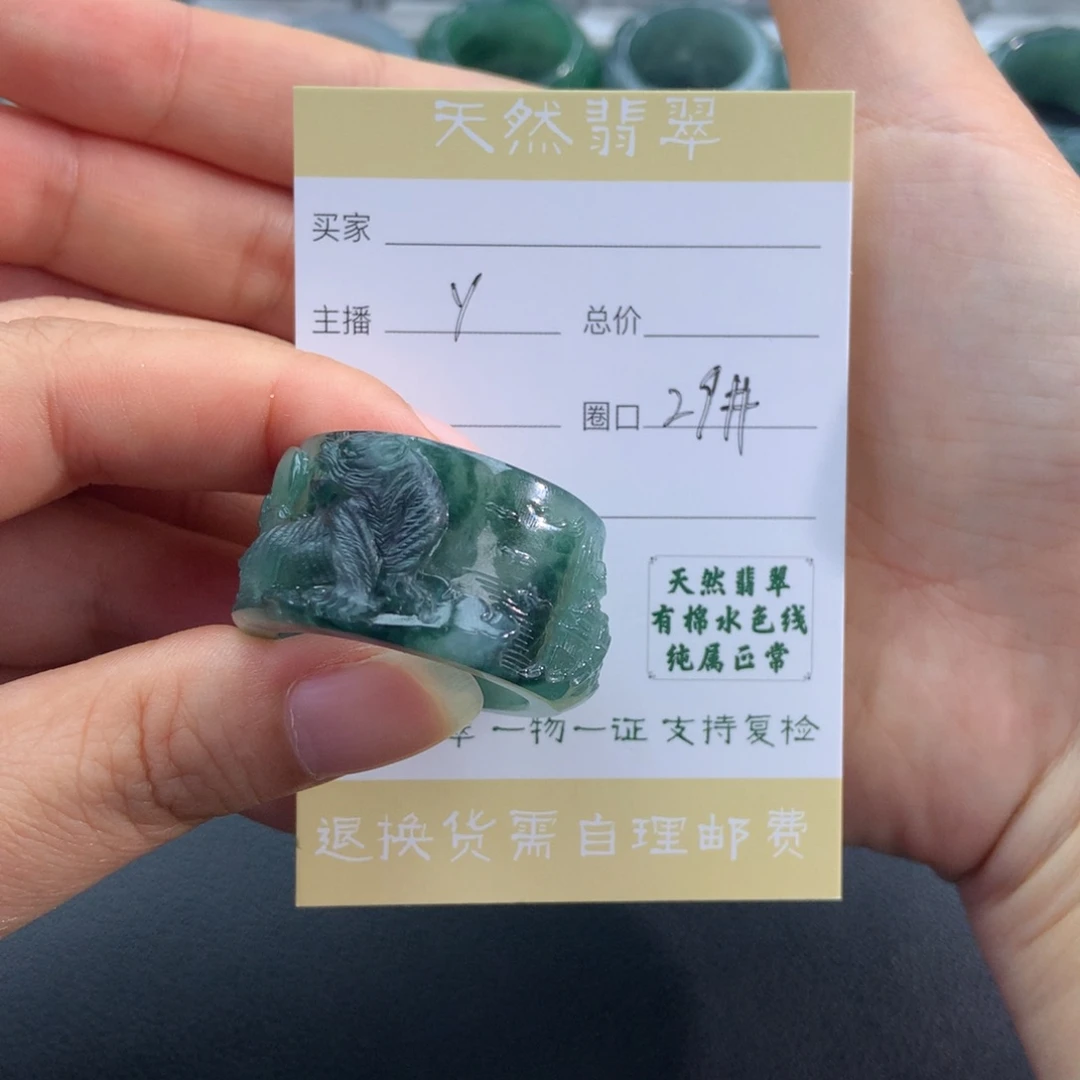 天然翡翠
买家
主播 Y 总价
圈口 29#
天然翡翠
有棉水色线
纯属正常
翠 一物一证 支持复检
退换货需自理邮费